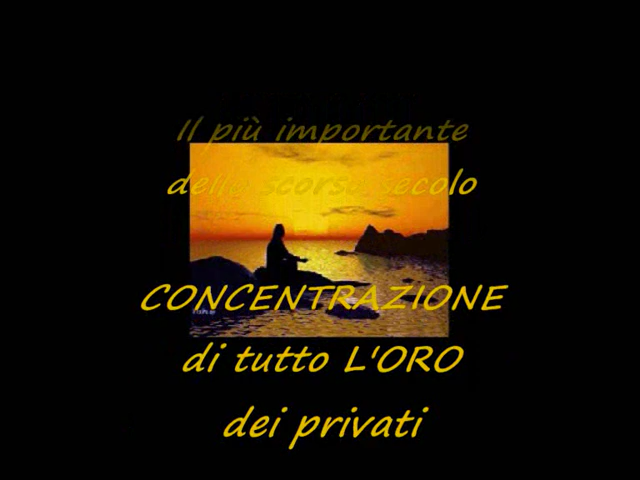 Il più importante
dello scorso secolo
CONCENTRAZIONE
di tutto L'ORO
dei privati